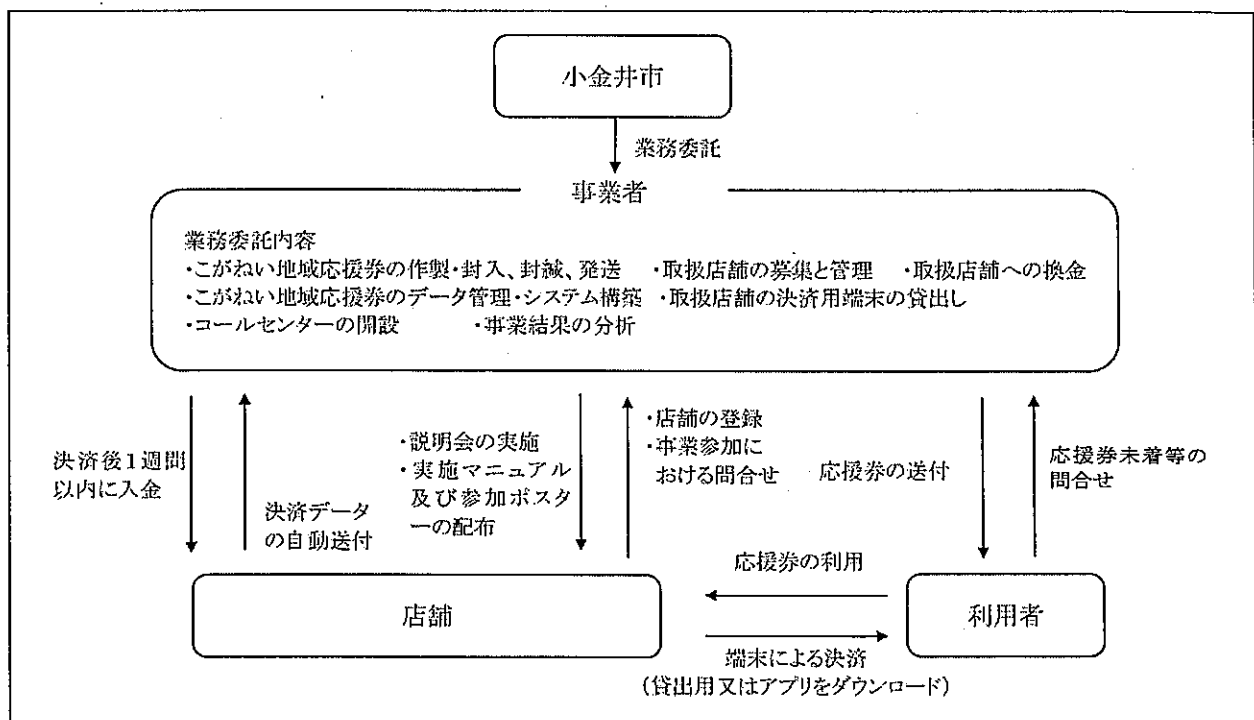 小金井市
業務委託
事業者
業務委託内容
・こがねい地域応援券の作製・封入、封緘、発送　・取扱店舗の募集と管理　・取扱店舗への換金
・こがねい地域応援券のデータ管理・システム構築　・取扱店舗の決済用端末の貸出し
・コールセンターの開設　・事業結果の分析
決済後1週間
以内に入金
決済データ
の自動送付
・説明会の実施
・実施マニュアル
及び参加ポスタ
ーの配布
・店舗の登録
・事業参加に
おける問合せ
応援券の送付
応援券未着等の
問合せ
店舗
応援券の利用
端末による決済
(貸出用又はアプリをダウンロード)
利用者